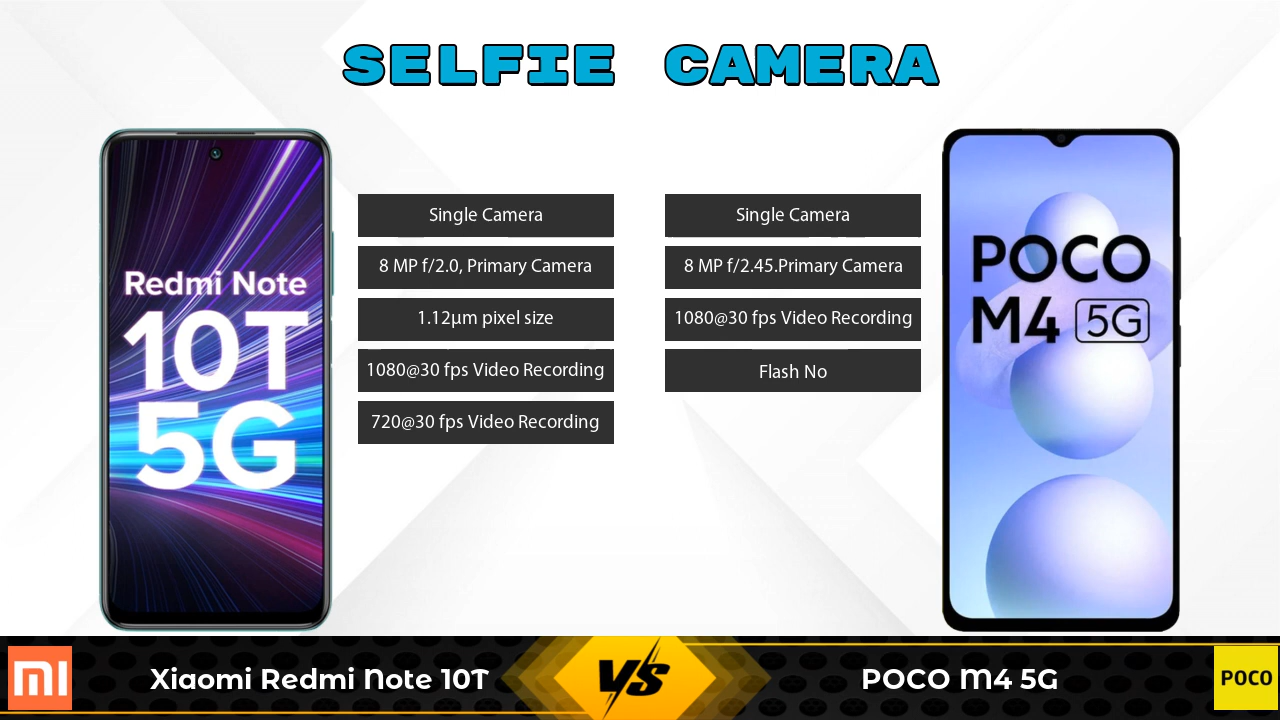 SELFIE CAMERA
Redmi Note
10T
5G
Single Camera
8 MP f/2.0, Primary Camera
1.12µm pixel size
1080@30 fps Video Recording
720@30 fps Video Recording
Single Camera
8 MP f/2.45.Primary Camera
1080@30 fps Video Recording
Flash No
POCO
M4 5G
mi
Xiaomi Redmi Note 10T
VS
POCO M4 5G
POCO